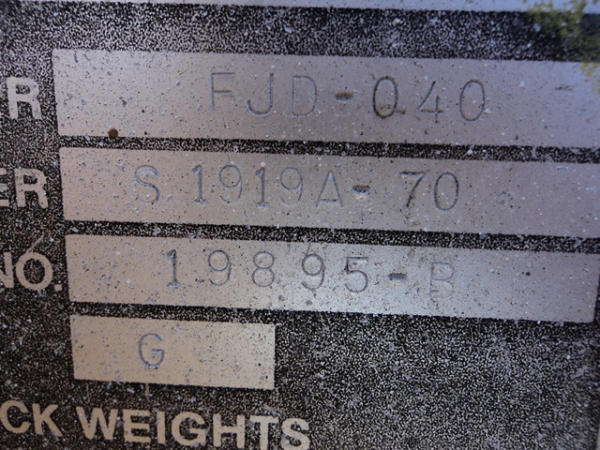 R FJD-040
ER S 1919A-70
NO. 19895-B
G
CK WEIGHTS